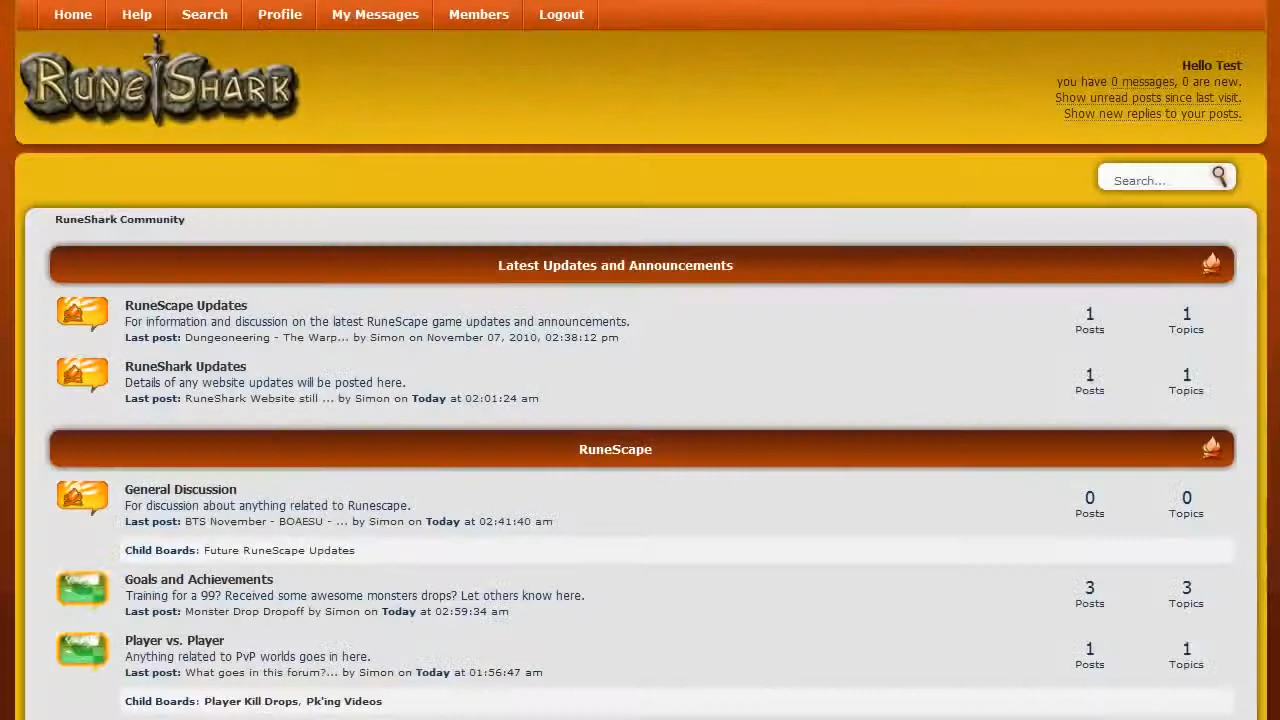 Home Help Search Profile My Messages Members Logout
RUNE SHARK
Hello Test
you have 0 messages, 0 are new.
Show unread posts since last visit.
Show new replies to your posts.
Search...
RuneShark Community
Latest Updates and Announcements
RuneScape Updates
For information and discussion on the latest RuneScape game updates and announcements.
Last post: Dungeoneering - The Warp... by Simon on November 07, 2010, 02:38:12 pm
1 1
Posts Topics
RuneShark Updates
Details of any website updates will be posted here.
Last post: RuneShark Website still ... by Simon on Today at 02:01:24 am
1 1
Posts Topics
RuneScape
General Discussion
For discussion about anything related to Runescape.
Last post: BTS November - BOAESU - ... by Simon on Today at 02:41:40 am
0 0
Posts Topics
Child Boards: Future RuneScape Updates
Goals and Achievements
Training for a 99? Received some awesome monsters drops? Let others know here.
Last post: Monster Drop Dropoff by Simon on Today at 02:59:34 am
3 3
Posts Topics
Player vs. Player
Anything related to PvP worlds goes in here.
Last post: What goes in this forum?... by Simon on Today at 01:56:47 am
1 1
Posts Topics
Child Boards: Player Kill Drops, Pk'ing Videos